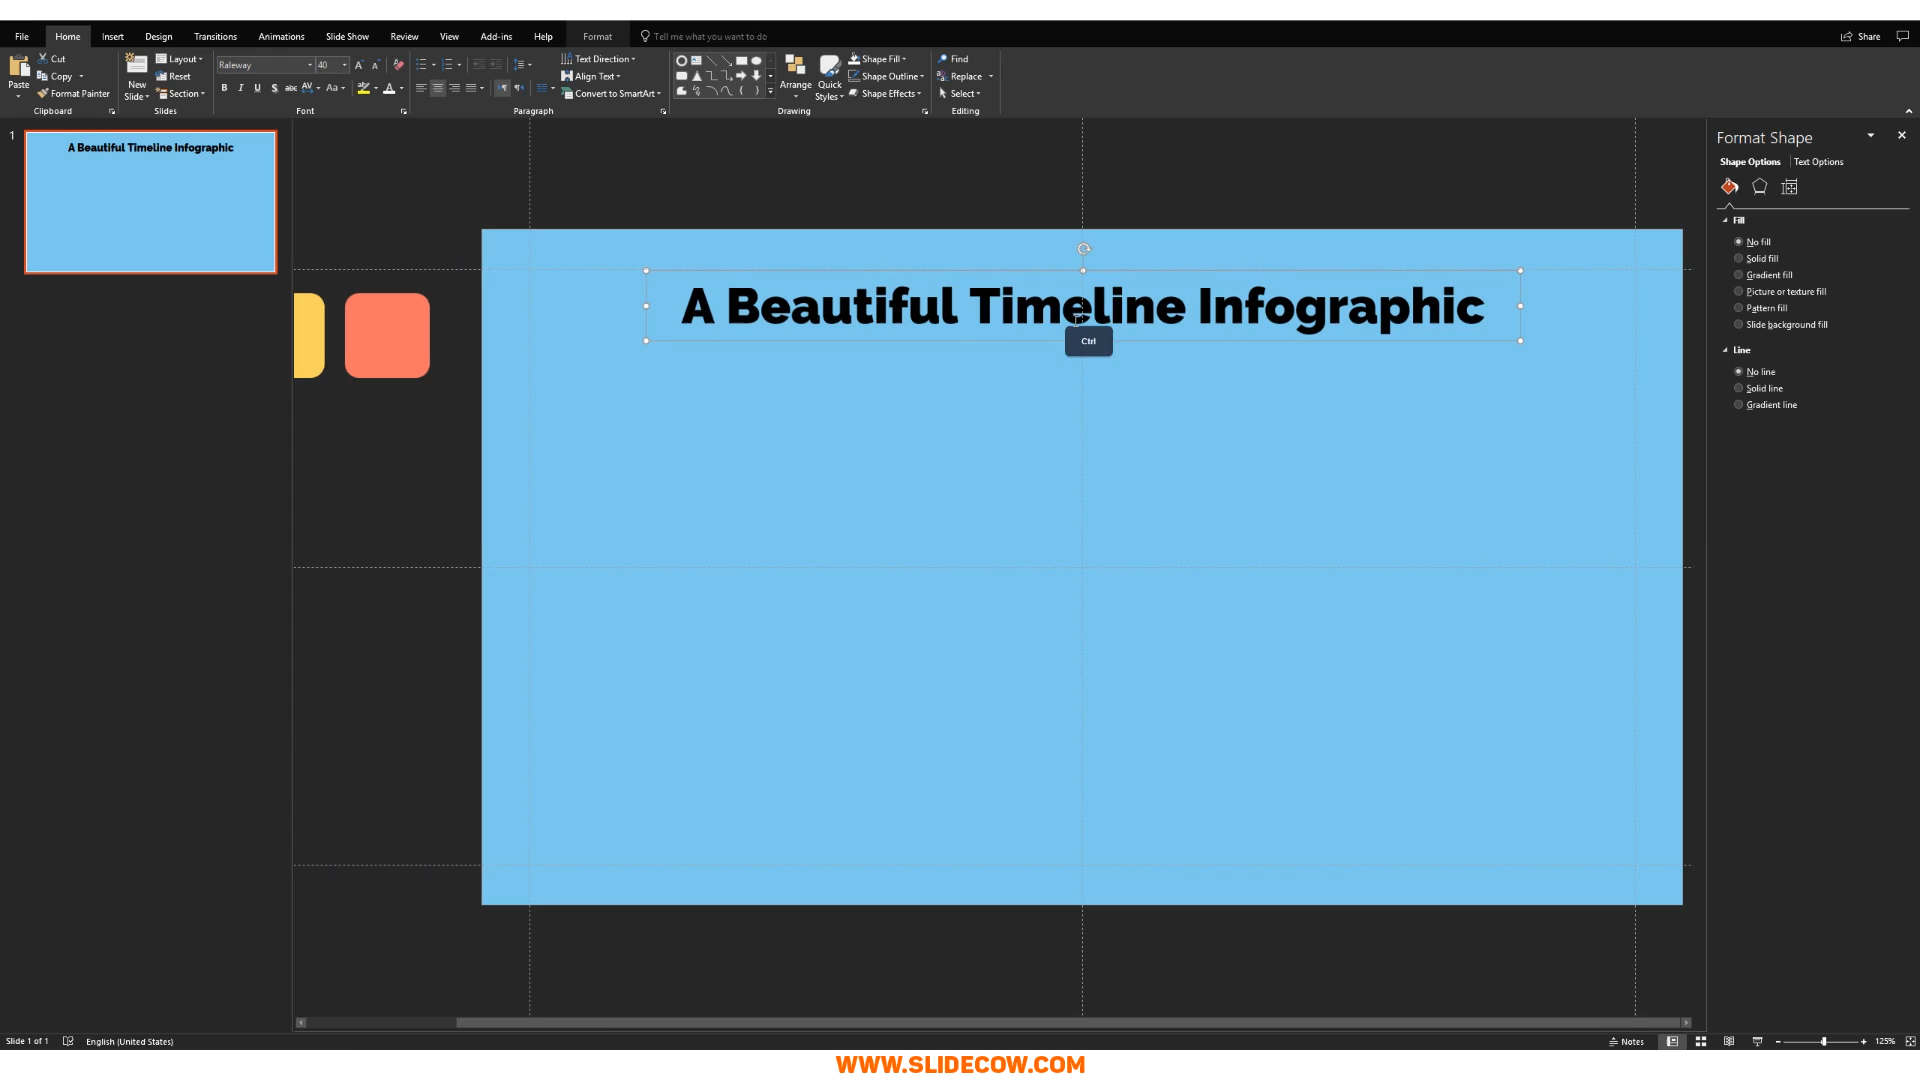 File Home Insert Design Transitions Animations Slide Show Review View Add-ins Help Format Tell me what you want to do Share
Paste Cut Copy Format Painter Clipboard
New Slide Layout Reset Section Slides
Raleway 40 Font
Paragraph Text Direction Align Text Convert to SmartArt
Arrange Quick Styles Shape Fill Shape Outline Shape Effects Drawing
Find Replace Select Editing
1
A Beautiful Timeline Infographic
A Beautiful Timeline Infographic
Ctrl
Format Shape
Shape Options Text Options
Fill
No fill
Solid fill
Gradient fill
Picture or texture fill
Pattern fill
Slide background fill
Line
No line
Solid line
Gradient line
Slide 1 of 1 English (United States) Notes 125%
WWW.SLIDECOW.COM